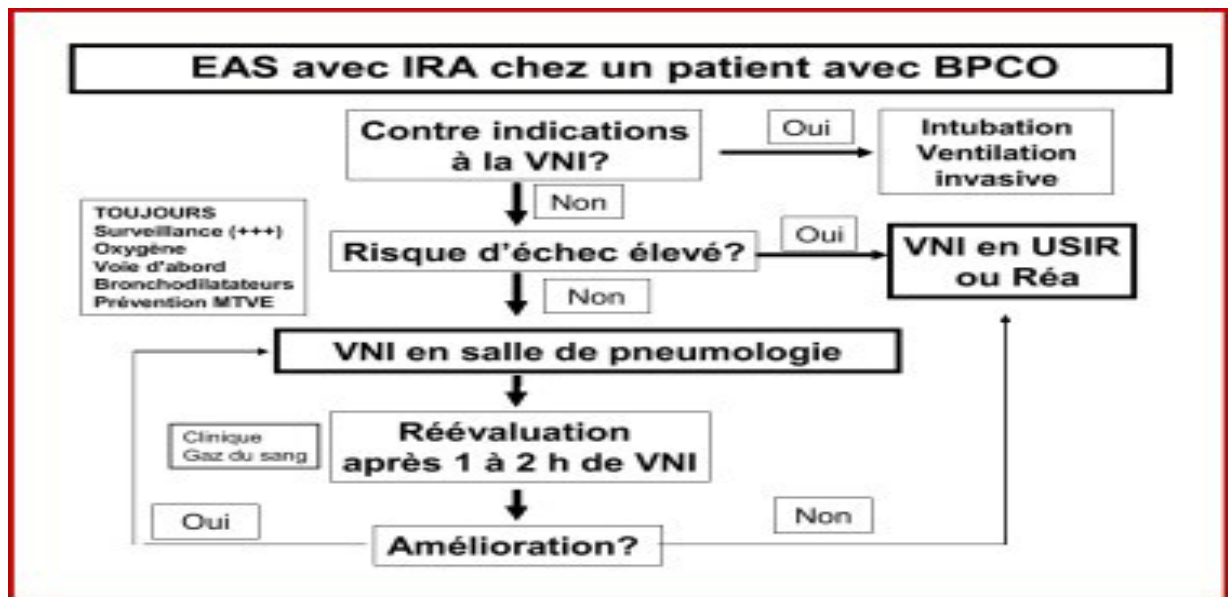 EAS avec IRA chez un patient avec BPCO
Contre indications
à la VNI?
Oui
Intubation
Ventilation
invasive
Non
TOUJOURS
Surveillance (+++)
Oxygène
Voie d'abord
Bronchodilatateurs
Prévention MTVE
Risque d'échec élevé?
Oui
VNI en USIR
ou Réa
Non
VNI en salle de pneumologie
Clinique
Gaz du sang
Réévaluation
après 1 à 2 h de VNI
Oui
Amélioration?
Non